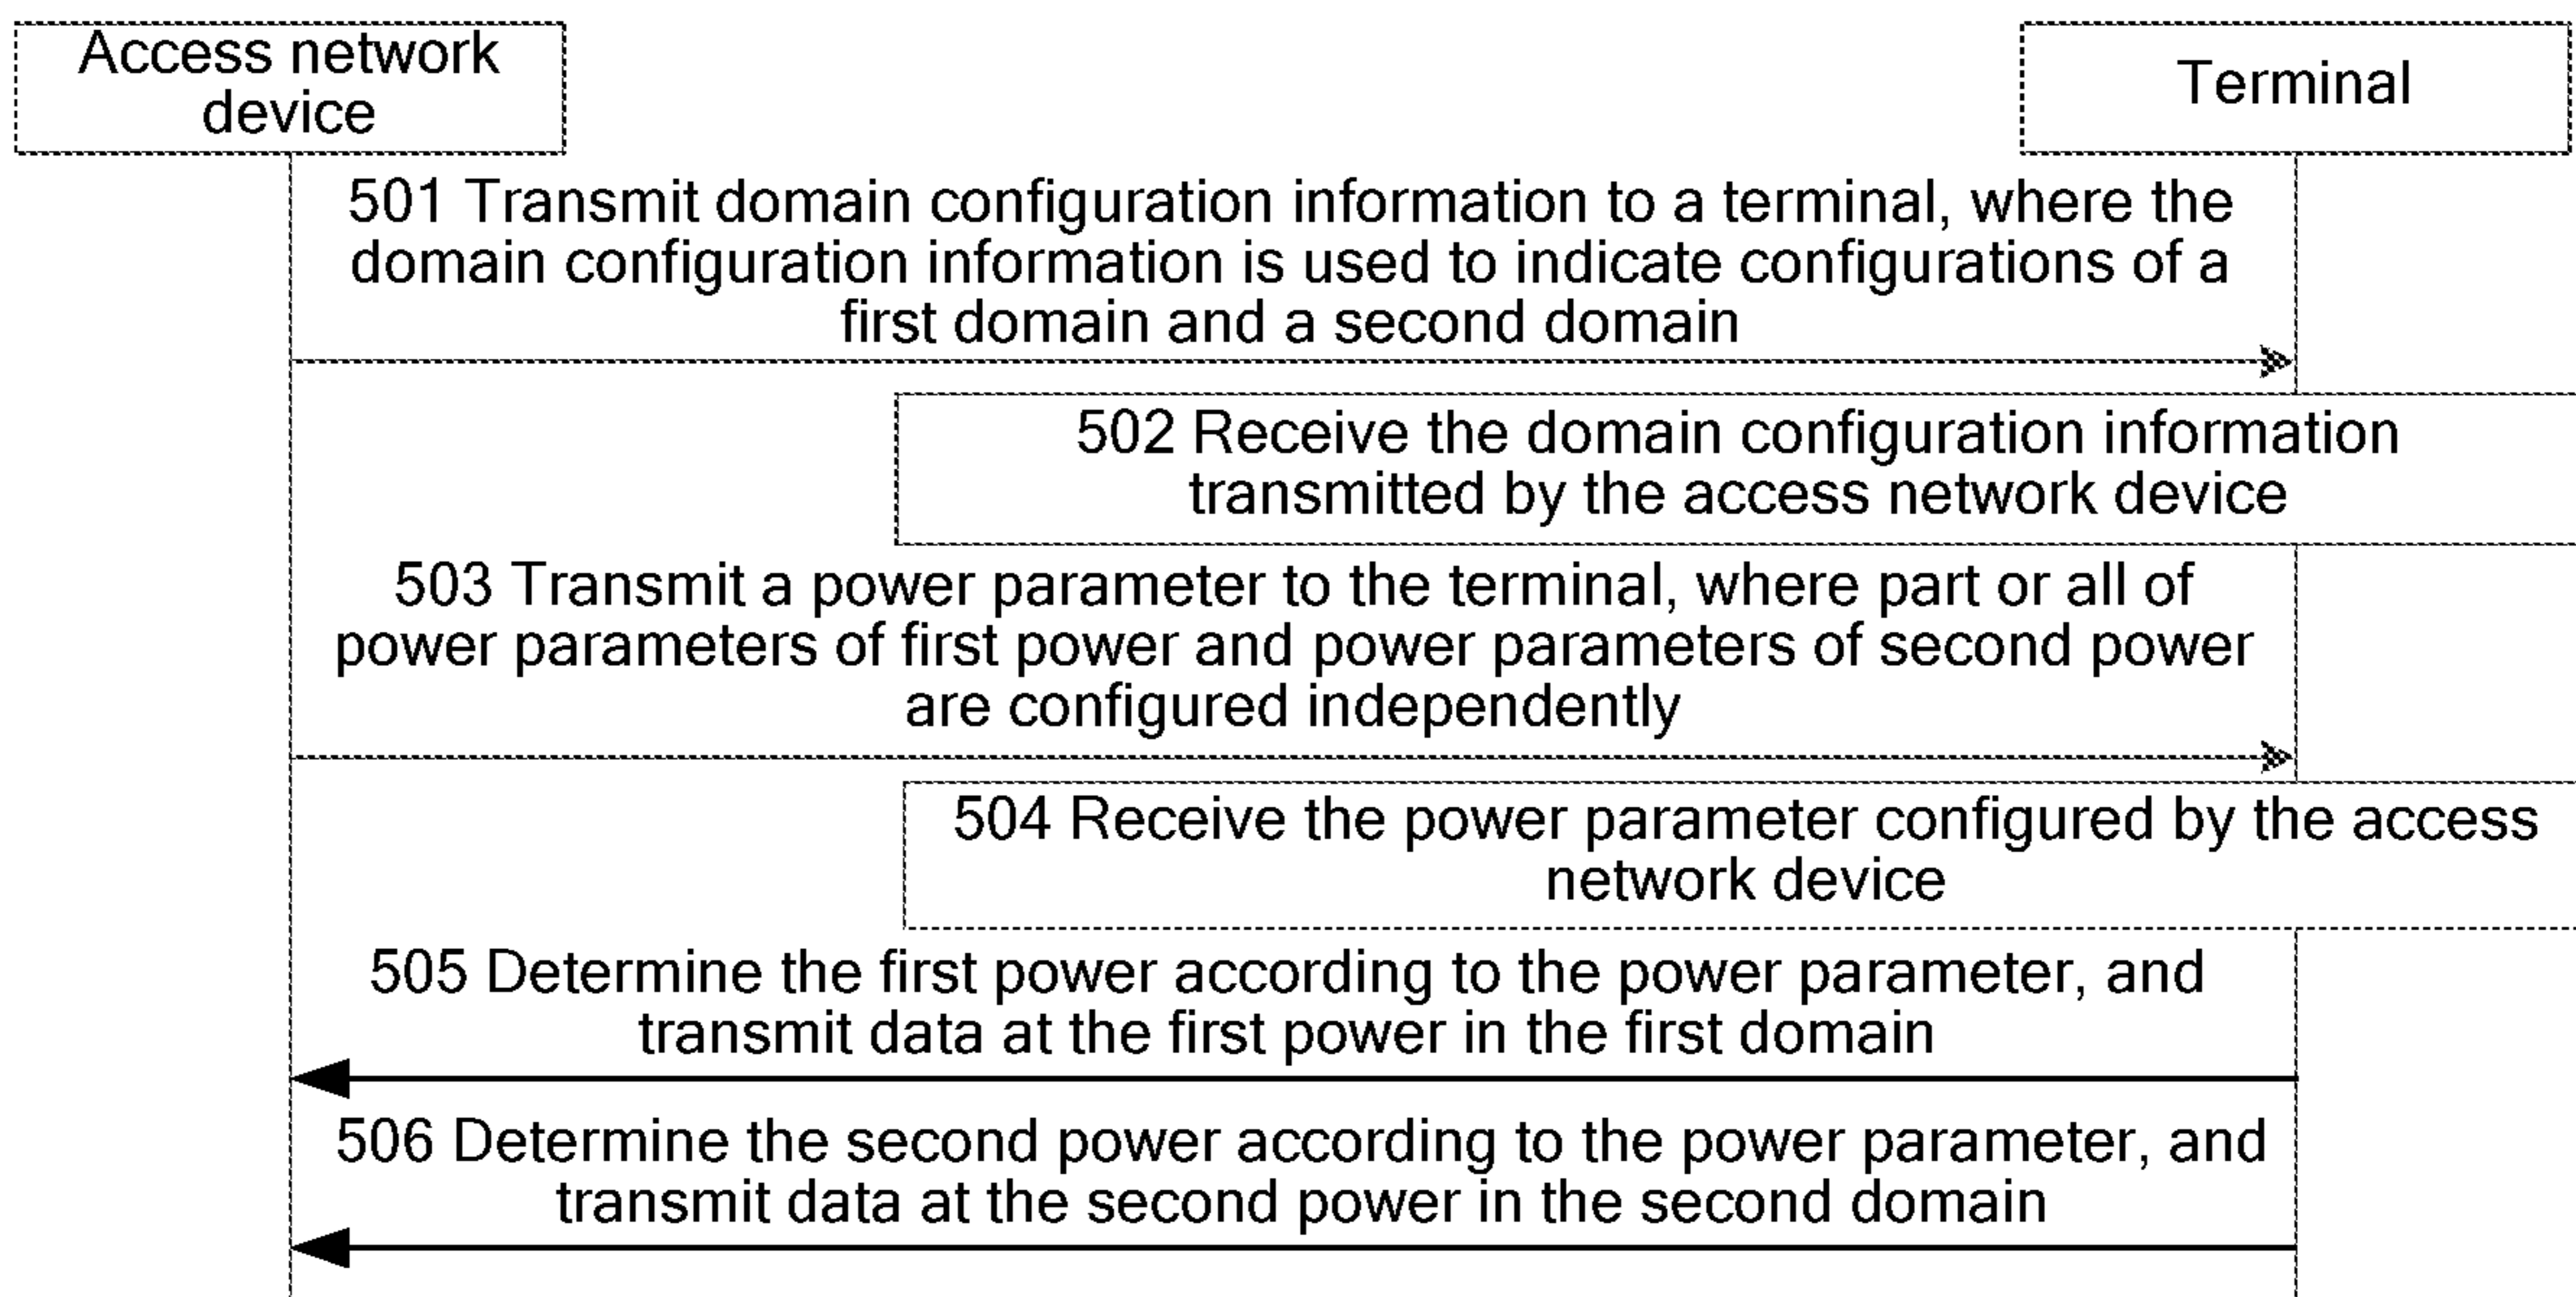 Access network
device
Terminal
501 Transmit domain configuration information to a terminal, where the
domain configuration information is used to indicate configurations of a
first domain and a second domain
502 Receive the domain configuration information
transmitted by the access network device
503 Transmit a power parameter to the terminal, where part or all of
power parameters of first power and power parameters of second power
are configured independently
504 Receive the power parameter configured by the access
network device
505 Determine the first power according to the power parameter, and
transmit data at the first power in the first domain
506 Determine the second power according to the power parameter, and
transmit data at the second power in the second domain